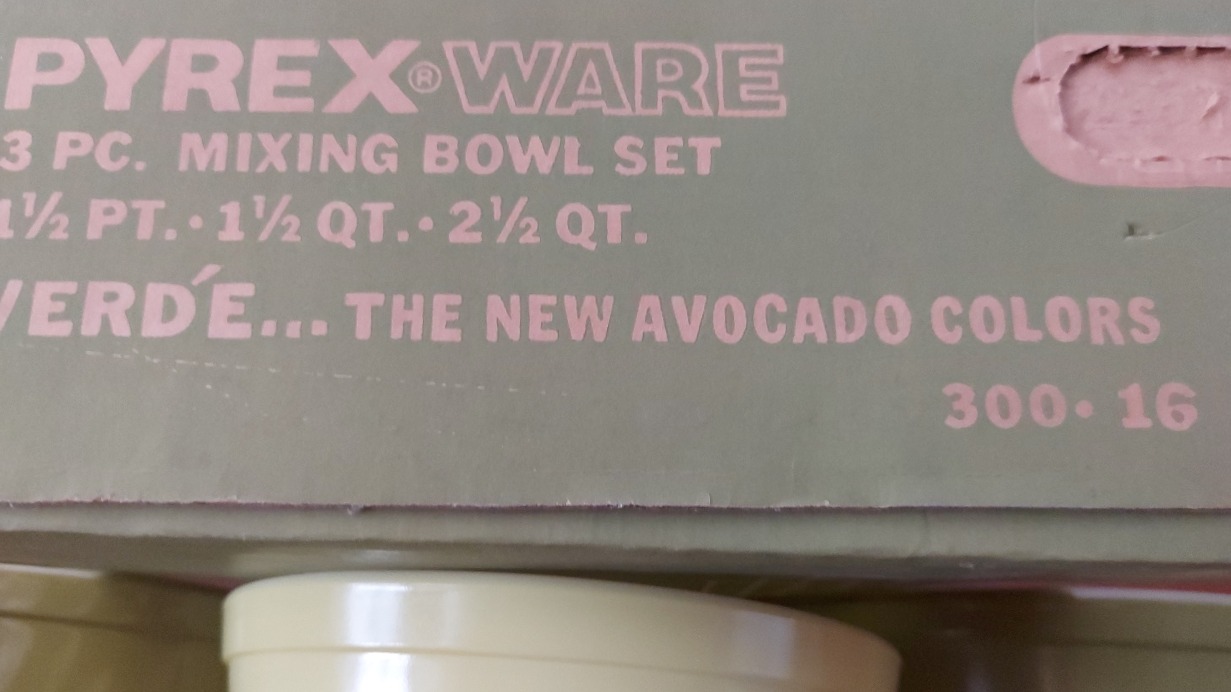 PYREX® WARE
3 PC. MIXING BOWL SET
1½ PT. • 1½ QT. • 2½ QT.
VERDÉ... THE NEW AVOCADO COLORS
300 • 16